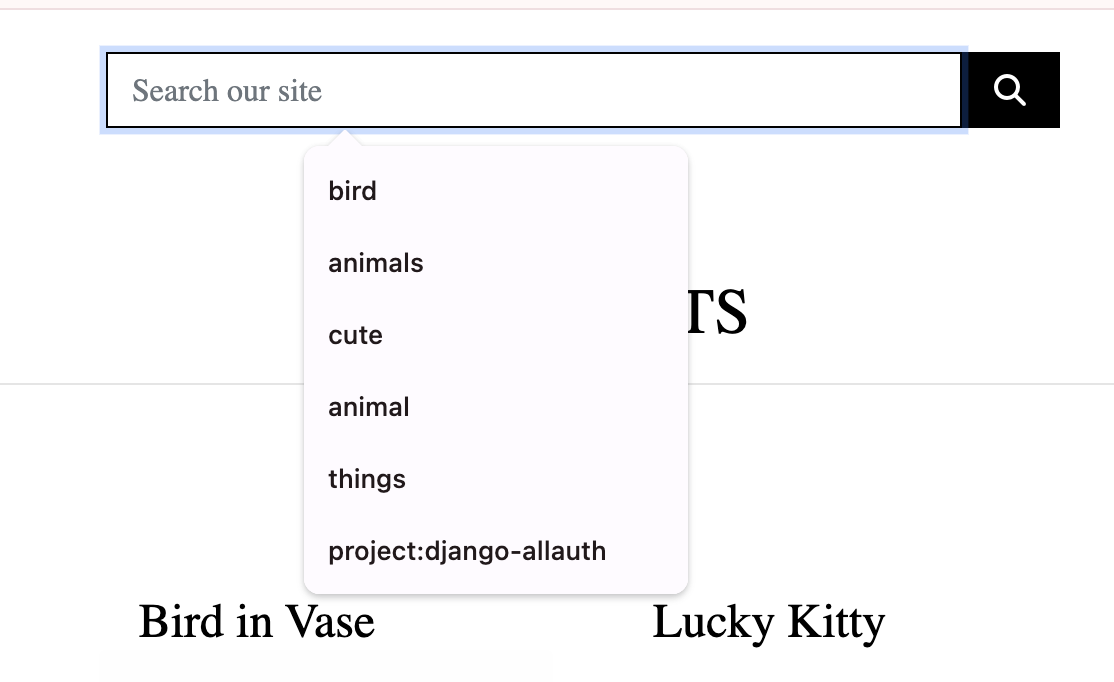 Search our site
bird
animals
TS
cute
animal
things
project:django-allauth
Bird in Vase
Lucky Kitty